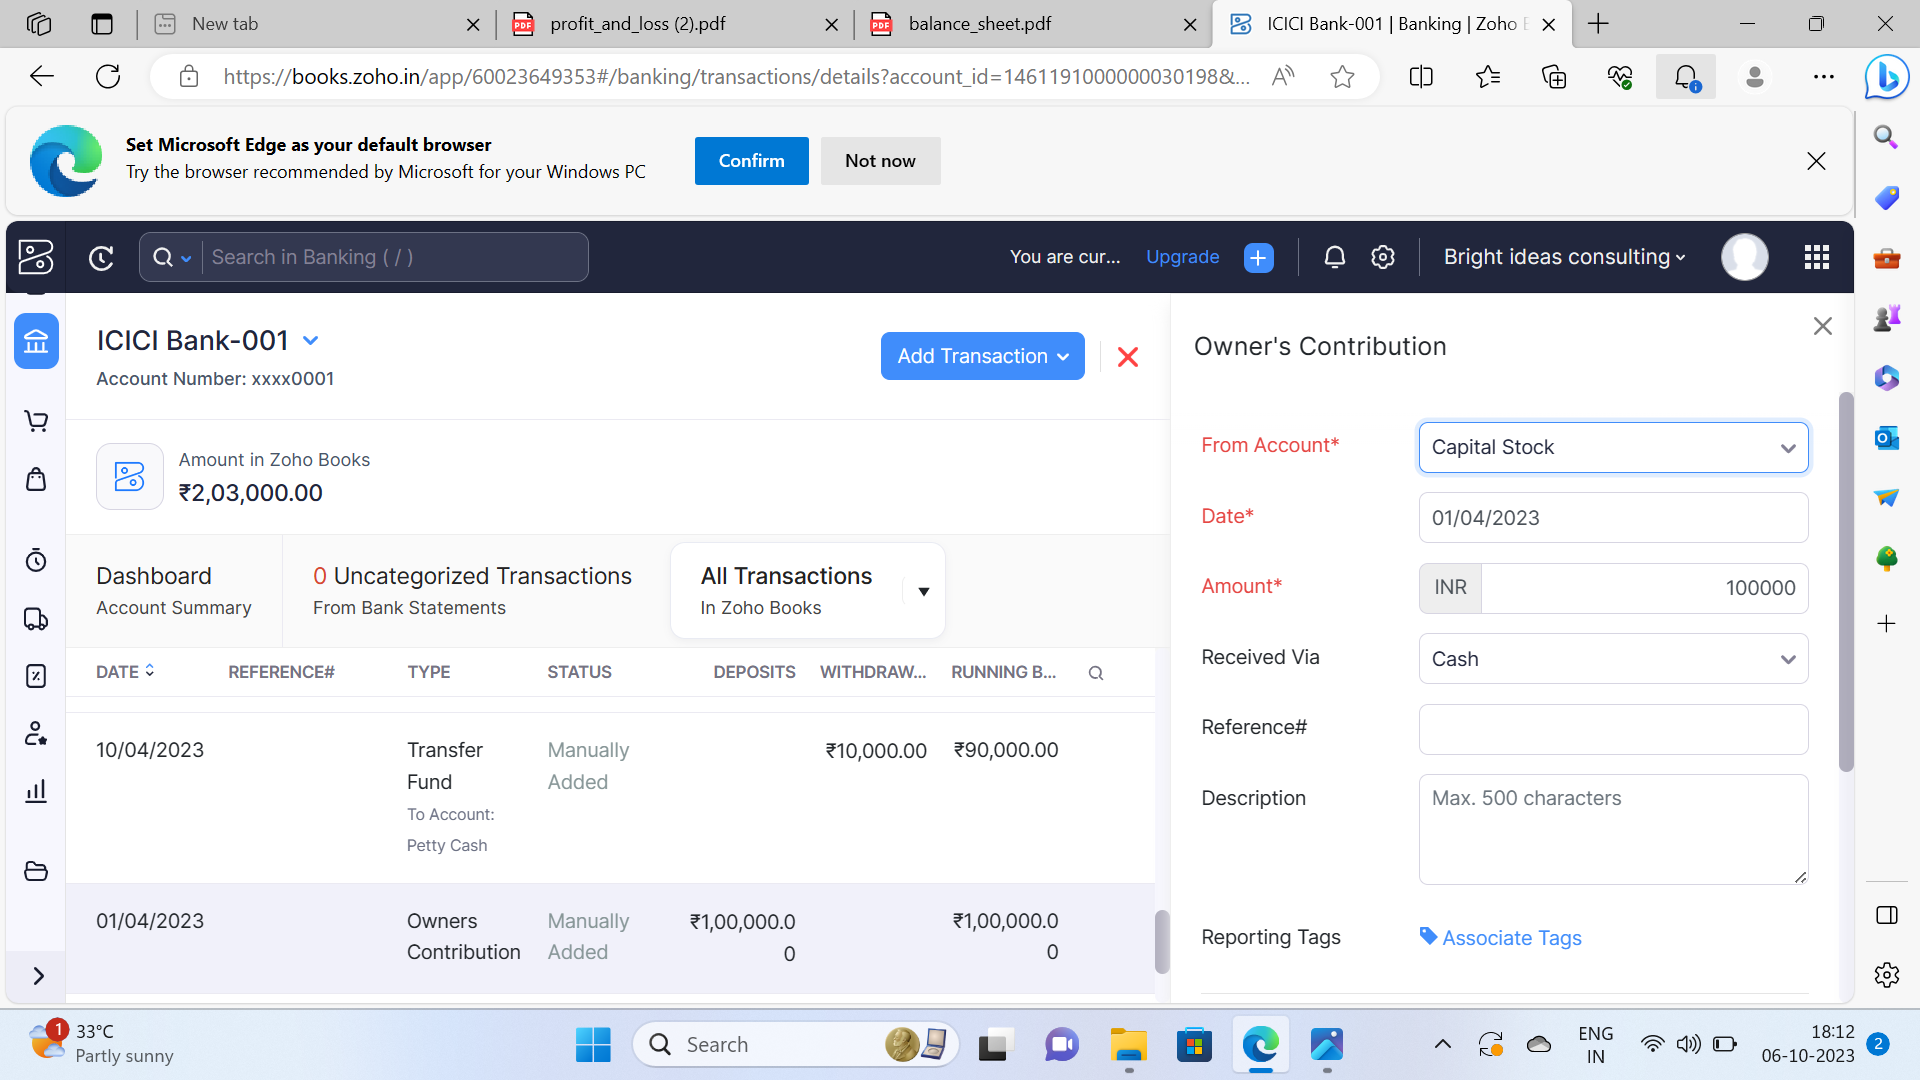 New tab
profit_and_loss (2).pdf
balance_sheet.pdf
ICICI Bank-001 | Banking | Zoho
https://books.zoho.in/app/60023649353#/banking/transactions/details?account_id=1461191000000030198&...
Set Microsoft Edge as your default browser
Try the browser recommended by Microsoft for your Windows PC
Confirm
Not now
Search in Banking ( / )
You are cur...
Upgrade
Bright ideas consulting
ICICI Bank-001
Account Number: xxxx0001
Add Transaction
Amount in Zoho Books
₹2,03,000.00
Dashboard
Account Summary
0 Uncategorized Transactions
From Bank Statements
All Transactions
In Zoho Books
DATE REFERENCE# TYPE STATUS DEPOSITS WITHDRAW... RUNNING B...
10/04/2023 Transfer Manually ₹10,000.00 ₹90,000.00
Fund Added
To Account:
Petty Cash
01/04/2023 Owners Manually ₹1,00,000.0 ₹1,00,000.0
Contribution Added 0 0
Owner's Contribution
From Account* Capital Stock
Date* 01/04/2023
Amount* INR 100000
Received Via Cash
Reference#
Description Max. 500 characters
Reporting Tags Associate Tags
1
33°C
Partly sunny
Search
ENG
IN
18:12
06-10-2023
2